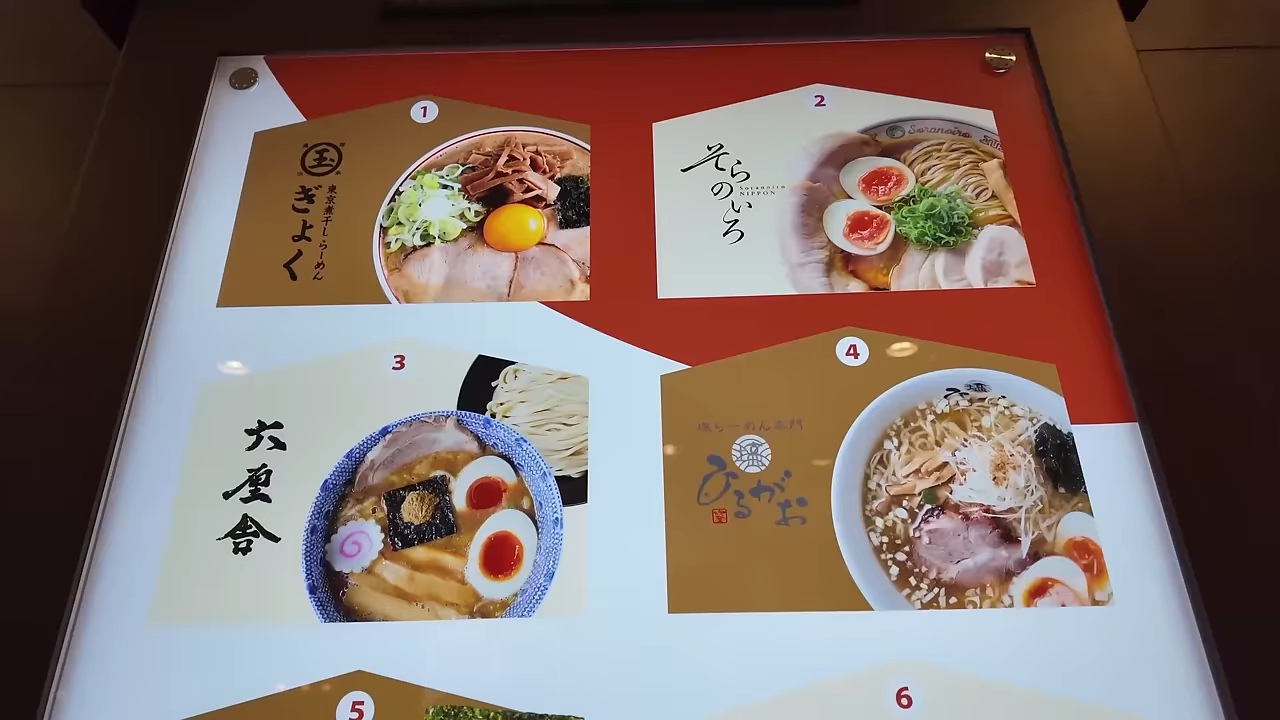 1
玉
東京煮干しらーめん
ぎょく
2
そらのいろ
Soranoiro
NIPPON
Soranoiro
3
六厘舎
4
塩らーめん専門
ひるがお
5
6